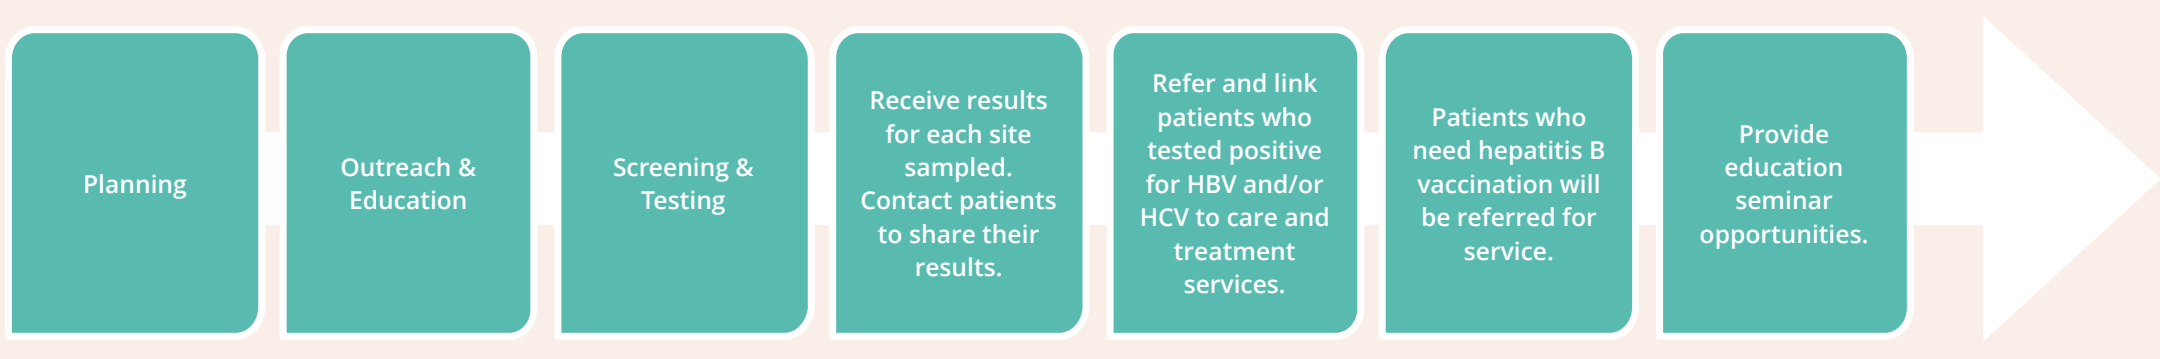 Planning
Outreach &
Education
Screening &
Testing
Receive results
for each site
sampled.
Contact patients
to share their
results.
Refer and link
patients who
tested positive
for HBV and/or
HCV to care and
treatment
services.
Patients who
need hepatitis B
vaccination will
be referred for
service.
Provide
education
seminar
opportunities.